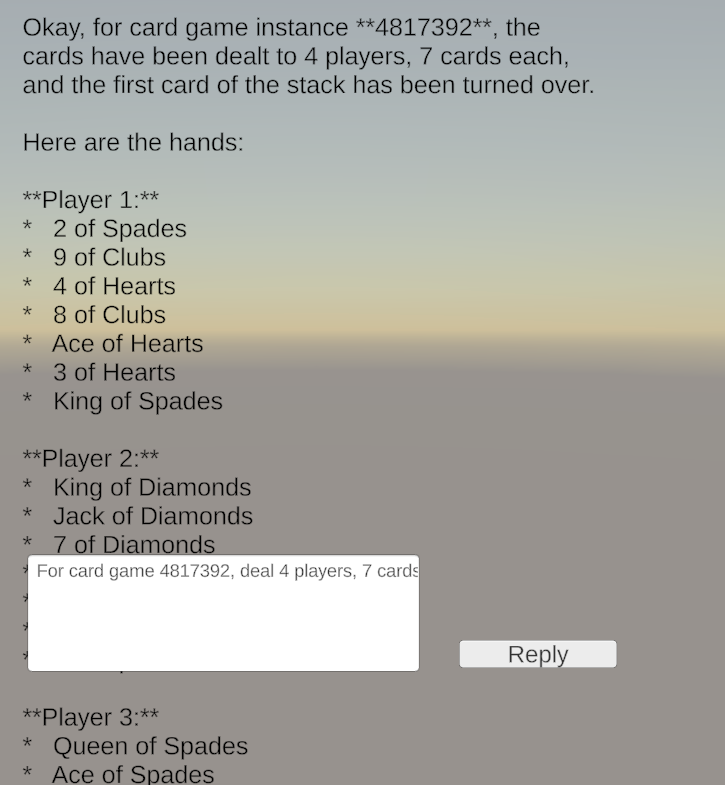 Okay, for card game instance **4817392**, the
cards have been dealt to 4 players, 7 cards each,
and the first card of the stack has been turned over.
Here are the hands:
**Player 1:**
* 2 of Spades
* 9 of Clubs
* 4 of Hearts
* 8 of Clubs
* Ace of Hearts
* 3 of Hearts
* King of Spades
**Player 2:**
* King of Diamonds
* Jack of Diamonds
* 7 of Diamonds
For card game 4817392, deal 4 players, 7 cards
Reply
**Player 3:**
* Queen of Spades
* Ace of Spades